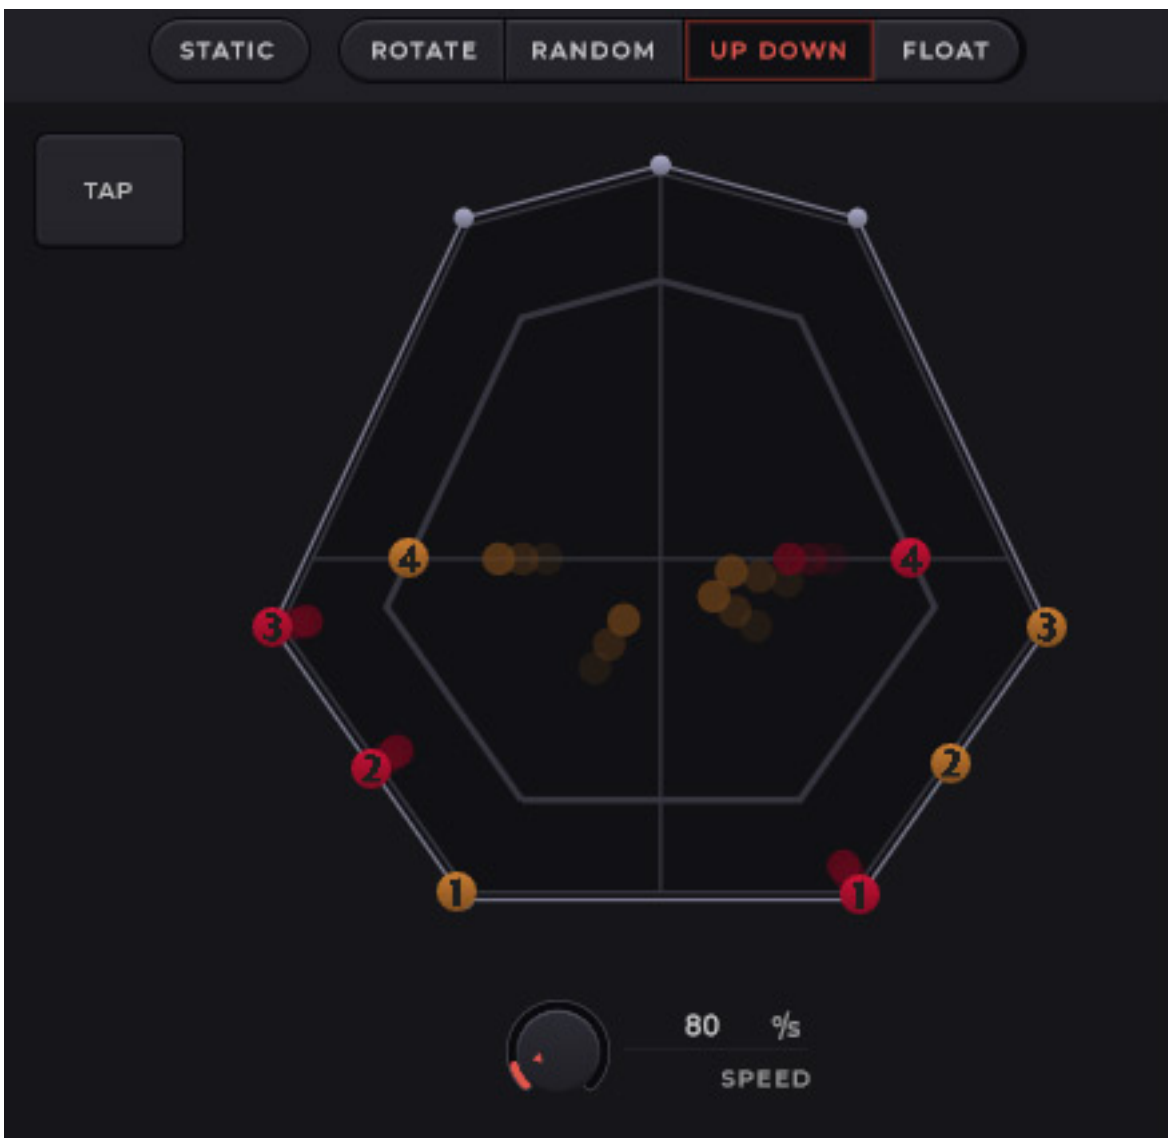 STATIC ROTATE RANDOM UP DOWN FLOAT
TAP
4 4
3 3
2 2
1 1
80 %/s
SPEED